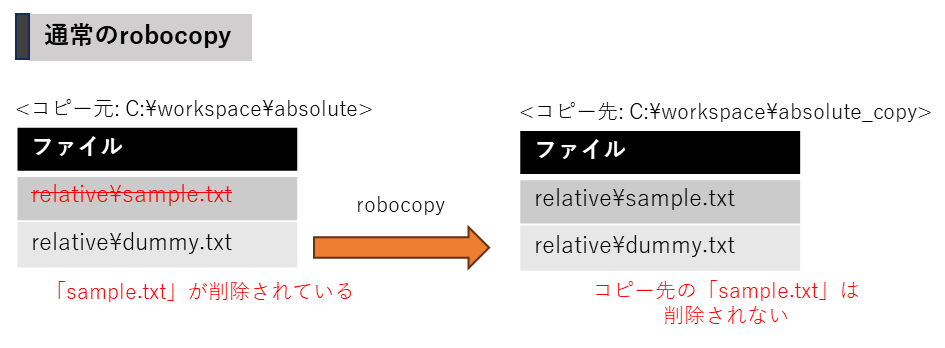 通常のrobocopy
<コピー元: C:¥workspace¥absolute>
ファイル
relative¥sample.txt
relative¥dummy.txt
「sample.txt」が削除されている
robocopy
<コピー先: C:¥workspace¥absolute_copy>
ファイル
relative¥sample.txt
relative¥dummy.txt
コピー先の「sample.txt」は
削除されない